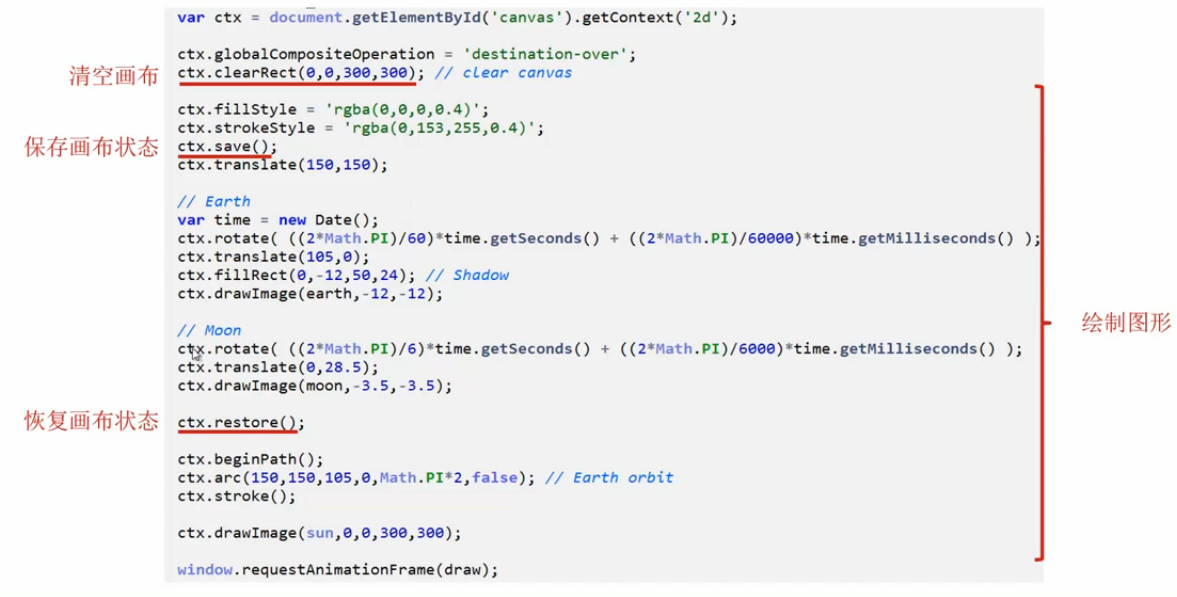 var ctx = document.getElementById('canvas').getContext('2d');
ctx.globalCompositeOperation = 'destination-over';
清空画布
ctx.clearRect(0,0,300,300); // clear canvas
ctx.fillStyle = 'rgba(0,0,0,0.4)';
ctx.strokeStyle = 'rgba(0,153,255,0.4)';
保存画布状态
ctx.save();
ctx.translate(150,150);
// Earth
var time = new Date();
ctx.rotate( ((2*Math.PI)/60)*time.getSeconds() + ((2*Math.PI)/60000)*time.getMilliseconds() );
ctx.translate(105,0);
ctx.fillRect(0,-12,50,24); // Shadow
ctx.drawImage(earth,-12,-12);
绘制图形
// Moon
ctx.rotate( ((2*Math.PI)/6)*time.getSeconds() + ((2*Math.PI)/6000)*time.getMilliseconds() );
ctx.translate(0,28.5);
ctx.drawImage(moon,-3.5,-3.5);
恢复画布状态
ctx.restore();
ctx.beginPath();
ctx.arc(150,150,105,0,Math.PI*2,false); // Earth orbit
ctx.stroke();
ctx.drawImage(sun,0,0,300,300);
window.requestAnimationFrame(draw);